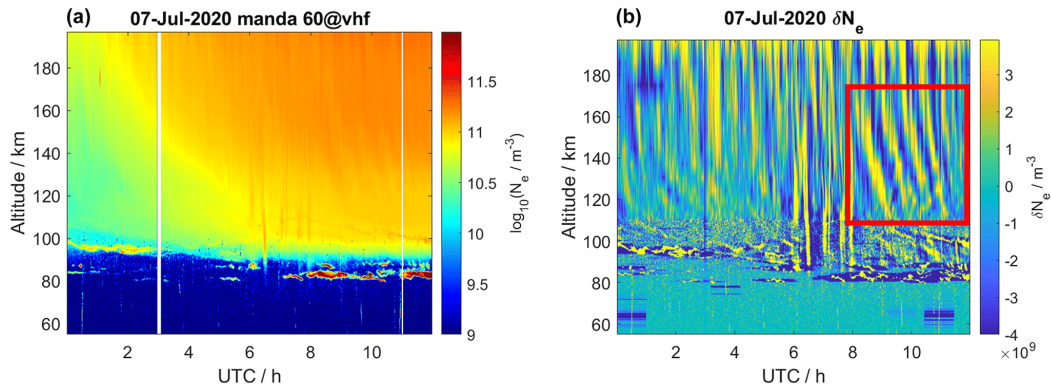 (a) 07-Jul-2020 manda 60@vhf
180
160
140
120
100
80
60
Altitude / km
2 4 6 8 10
UTC / h
11.5
11
10.5
10
9.5
9
log10(Ne / m-3)
(b) 07-Jul-2020 δNe
180
160
140
120
100
80
60
Altitude / km
2 4 6 8 10
UTC / h
3
2
1
0
-1
-2
-3
-4
×10^9
δNe / m-3